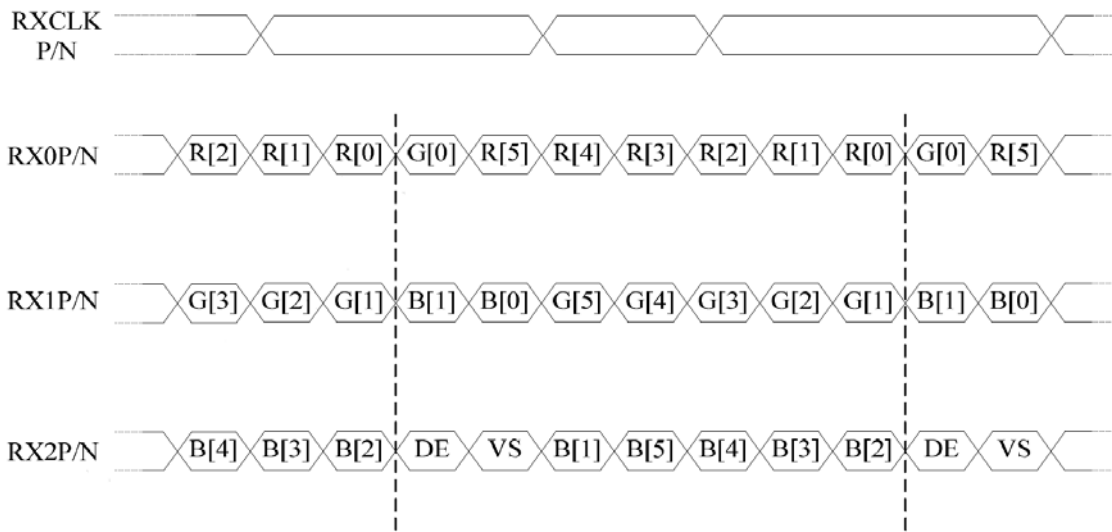 RXCLK
P/N
RX0P/N R[2] R[1] R[0] G[0] R[5] R[4] R[3] R[2] R[1] R[0] G[0] R[5]
RX1P/N G[3] G[2] G[1] B[1] B[0] G[5] G[4] G[3] G[2] G[1] B[1] B[0]
RX2P/N B[4] B[3] B[2] DE VS B[1] B[5] B[4] B[3] B[2] DE VS